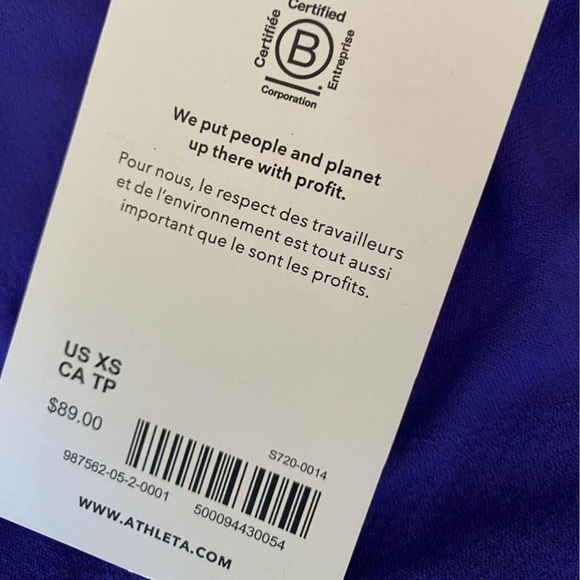 Certified
Certifiée
B
Entreprise
Corporation
We put people and planet
up there with profit.
Pour nous, le respect des travailleurs
et de l'environnement est tout aussi
important que le sont les profits.
US XS
CA TP
$89.00
S720-0014
987562-05-2-0001
500094430054
WWW.ATHLETA.COM